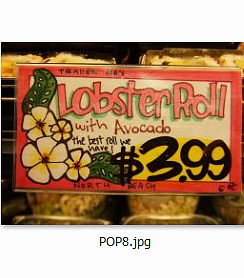 TRADER JOE'S
Lobster Roll
with Avocado
the best roll we
have!
$3.99
NORTH BEACH
POP8.jpg